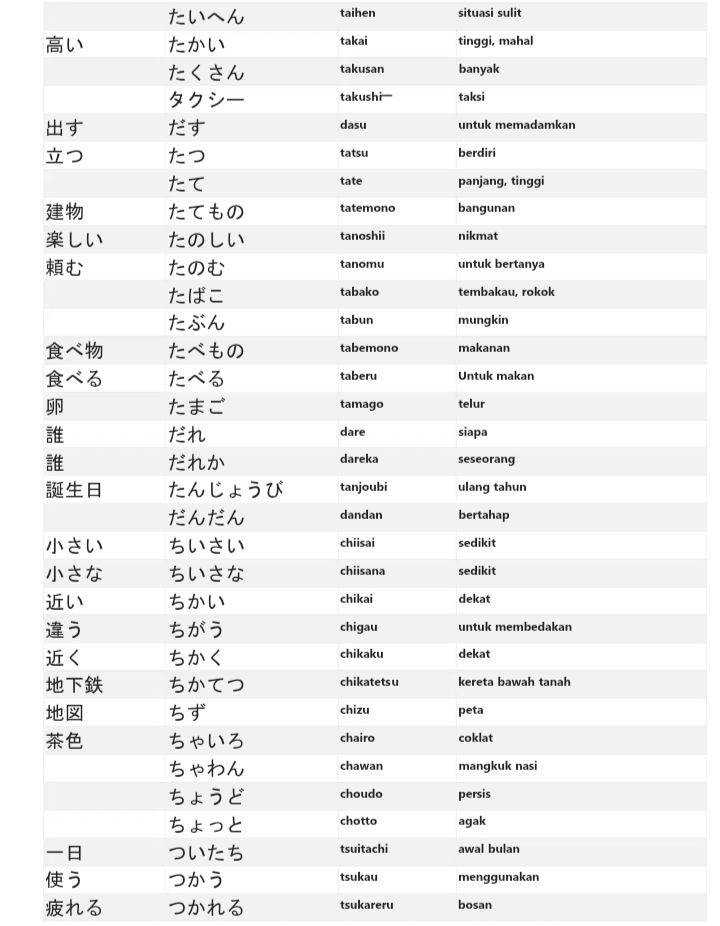 たいへん taihen situasi sulit
高い たかい takai tinggi, mahal
たくさん takusan banyak
タクシー takushi一 taksi
出す だす dasu untuk memadamkan
立つ たつ tatsu berdiri
たて tate panjang, tinggi
建物 たてもの tatemono bangunan
楽しい たのしい tanoshii nikmat
頼む たのむ tanomu untuk bertanya
たばこ tabako tembakau, rokok
たぶん tabun mungkin
食べ物 たべもの tabemono makanan
食べる たべる taberu Untuk makan
卵 たまご tamago telur
誰 だれ dare siapa
誰 だれか dareka seseorang
誕生日 たんじょうび tanjoubi ulang tahun
だんだん dandan bertahap
小さい ちいさい chiisai sedikit
小さな ちいさな chiisana sedikit
近い ちかい chikai dekat
違う ちがう chigau untuk membedakan
近く ちかく chikaku dekat
地下鉄 ちかてつ chikatetsu kereta bawah tanah
地図 ちず chizu peta
茶色 ちゃいろ chairo coklat
ちゃわん chawan mangkuk nasi
ちょうど choudo persis
ちょっと chotto agak
一日 ついたち tsuitachi awal bulan
使う つかう tsukau menggunakan
疲れる つかれる tsukareru bosan